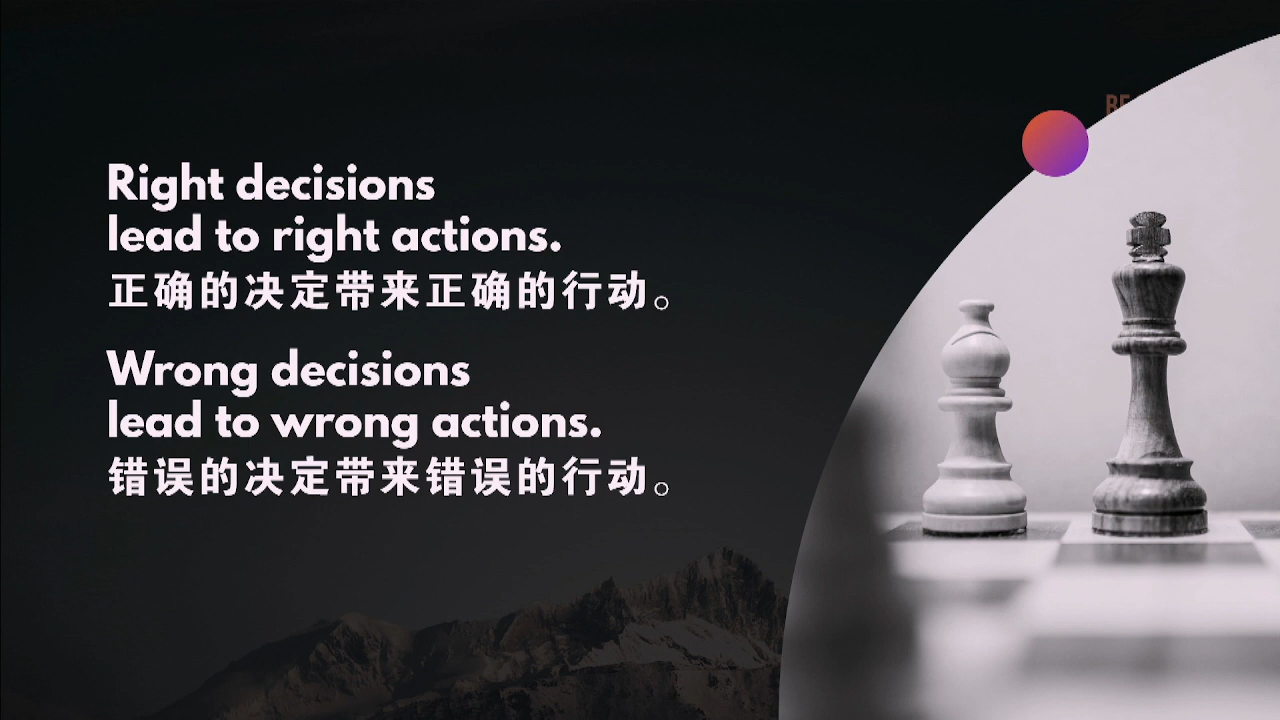 Right decisions
lead to right actions.
正确的决定带来正确的行动。
Wrong decisions
lead to wrong actions.
错误的决定带来错误的行动。